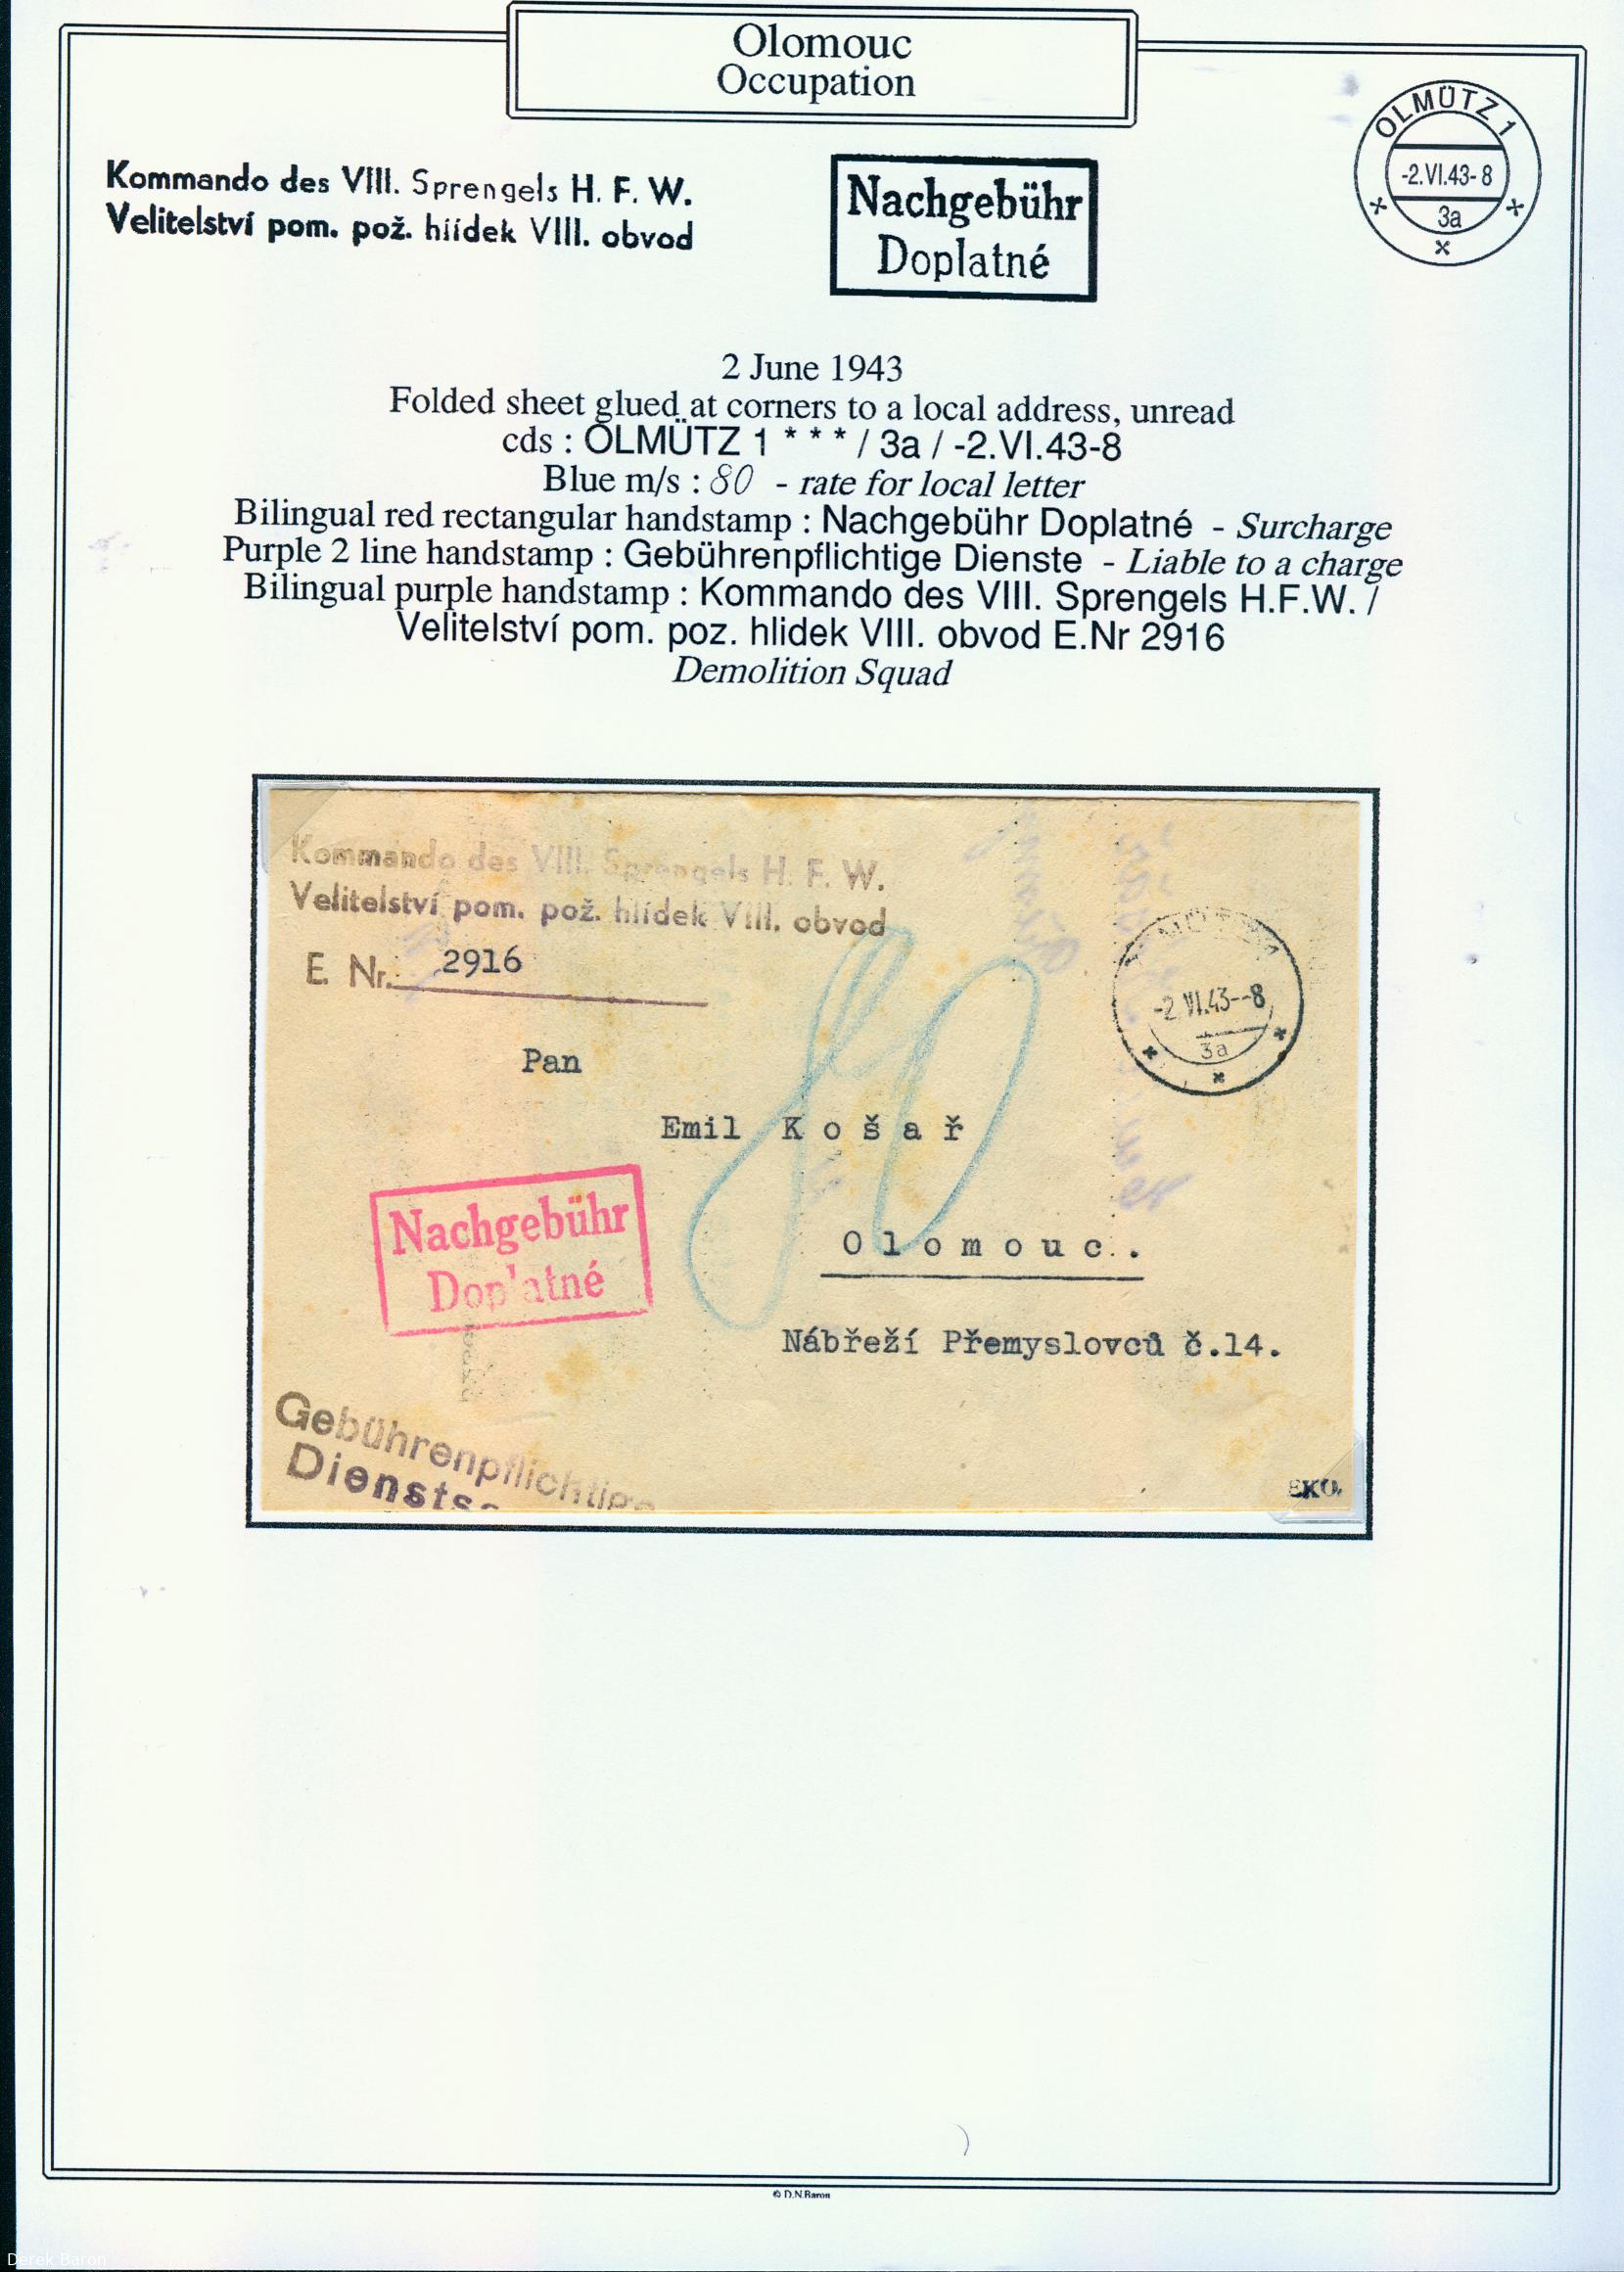 Olomouc
Occupation
OLMÜTZ 1
-2.VI.43-8
3a
Kommando des VIII. Sprengels H. F. W.
Velitelství pom. pož. hlídek VIII. obvod
Nachgebühr
Doplatné
2 June 1943
Folded sheet glued at corners to a local address, unread
cds : OLMÜTZ 1 * * * / 3a / -2.VI.43-8
Blue m/s : 80 - rate for local letter
Bilingual red rectangular handstamp : Nachgebühr Doplatné - Surcharge
Purple 2 line handstamp : Gebührenpflichtige Dienste - Liable to a charge
Bilingual purple handstamp : Kommando des VIII. Sprengels H.F.W. /
Velitelství pom. poz. hlidek VIII. obvod E.Nr 2916
Demolition Squad
Kommando des VIII. Sprengels H. F. W.
Velitelství pom. pož. hlídek VIII. obvod
E. Nr. 2916
-2.VI.43--8
3a
80
Pan
Emil Košař
Nachgebühr
Doplatné
Olomouc.
Nábřeží Přemyslovců č.14.
Gebührenpflichtige
EKO.
© D.N.Baron
Derek Baron